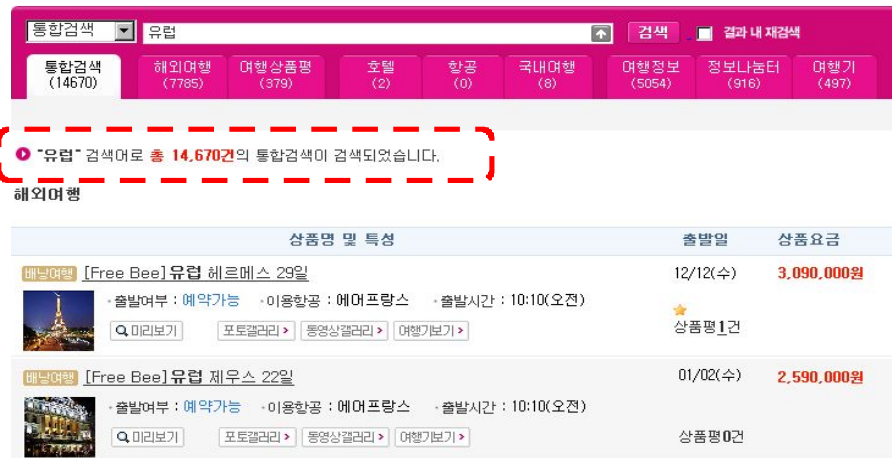 통합검색 유럽 검색 결과 내 재검색
통합검색 해외여행 여행상품평 호텔 항공 국내여행 여행정보 정보나눔터 여행기
(14670) (7785) (379) (2) (0) (8) (5054) (916) (497)
"유럽" 검색어로 총 14,670건의 통합검색이 검색되었습니다.
해외여행
상품명 및 특성 출발일 상품요금
배낭여행 [Free Bee]유럽 헤르메스 29일 12/12(수) 3,090,000원
·출발여부 : 예약가능 ·이용항공 : 에어프랑스 ·출발시간 : 10:10(오전)
미리보기 포토갤러리 동영상갤러리 여행기보기 상품평1건
배낭여행 [Free Bee]유럽 제우스 22일 01/02(수) 2,590,000원
·출발여부 : 예약가능 ·이용항공 : 에어프랑스 ·출발시간 : 10:10(오전)
미리보기 포토갤러리 동영상갤러리 여행기보기 상품평0건